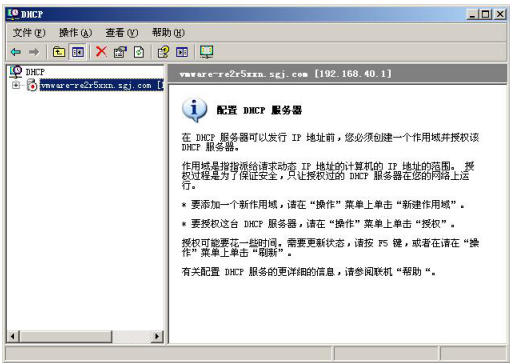 DHCP
文件(F) 操作(A) 查看(V) 帮助(H)
DHCP
vmware-re2r5xxn.sgj.com [1
vmware-re2r5xxn.sgj.com [192.168.40.1]
配置 DHCP 服务器
在 DHCP 服务器可以发行 IP 地址前，您必须创建一个作用域并授权该
DHCP 服务器。
作用域是指指派给请求动态 IP 地址的计算机的 IP 地址的范围。 授
权过程是为了保证安全，只让授权过的 DHCP 服务器在您的网络上运
行。
* 要添加一个新作用域，请在“操作”菜单上单击“新建作用域”。
* 要授权这台 DHCP 服务器，请在“操作”菜单上单击“授权”。
授权可能要花一些时间。需要更新状态，请按 F5 键，或者在请在“操
作”菜单上单击“刷新”。
有关配置 DHCP 服务的更详细的信息，请参阅联机“帮助“。